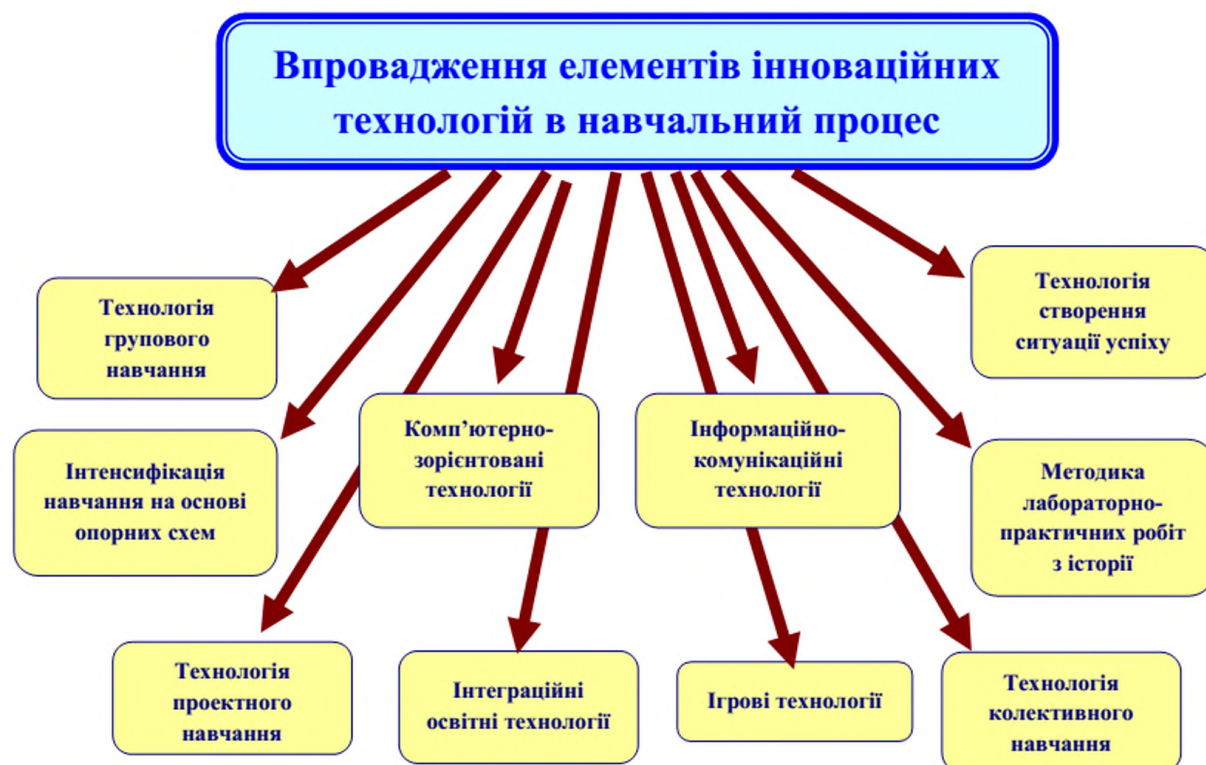 Впровадження елементів інноваційних
технологій в навчальний процес
Технологія
групового
навчання
Технологія
створення
ситуації успіху
Інтенсифікація
навчання на основі
опорних схем
Комп’ютерно-
зорієнтовані
технології
Інформаційно-
комунікаційні
технології
Методика
лабораторно-
практичних робіт
з історії
Технологія
проектного
навчання
Інтеграційні
освітні технології
Ігрові технології
Технологія
колективного
навчання